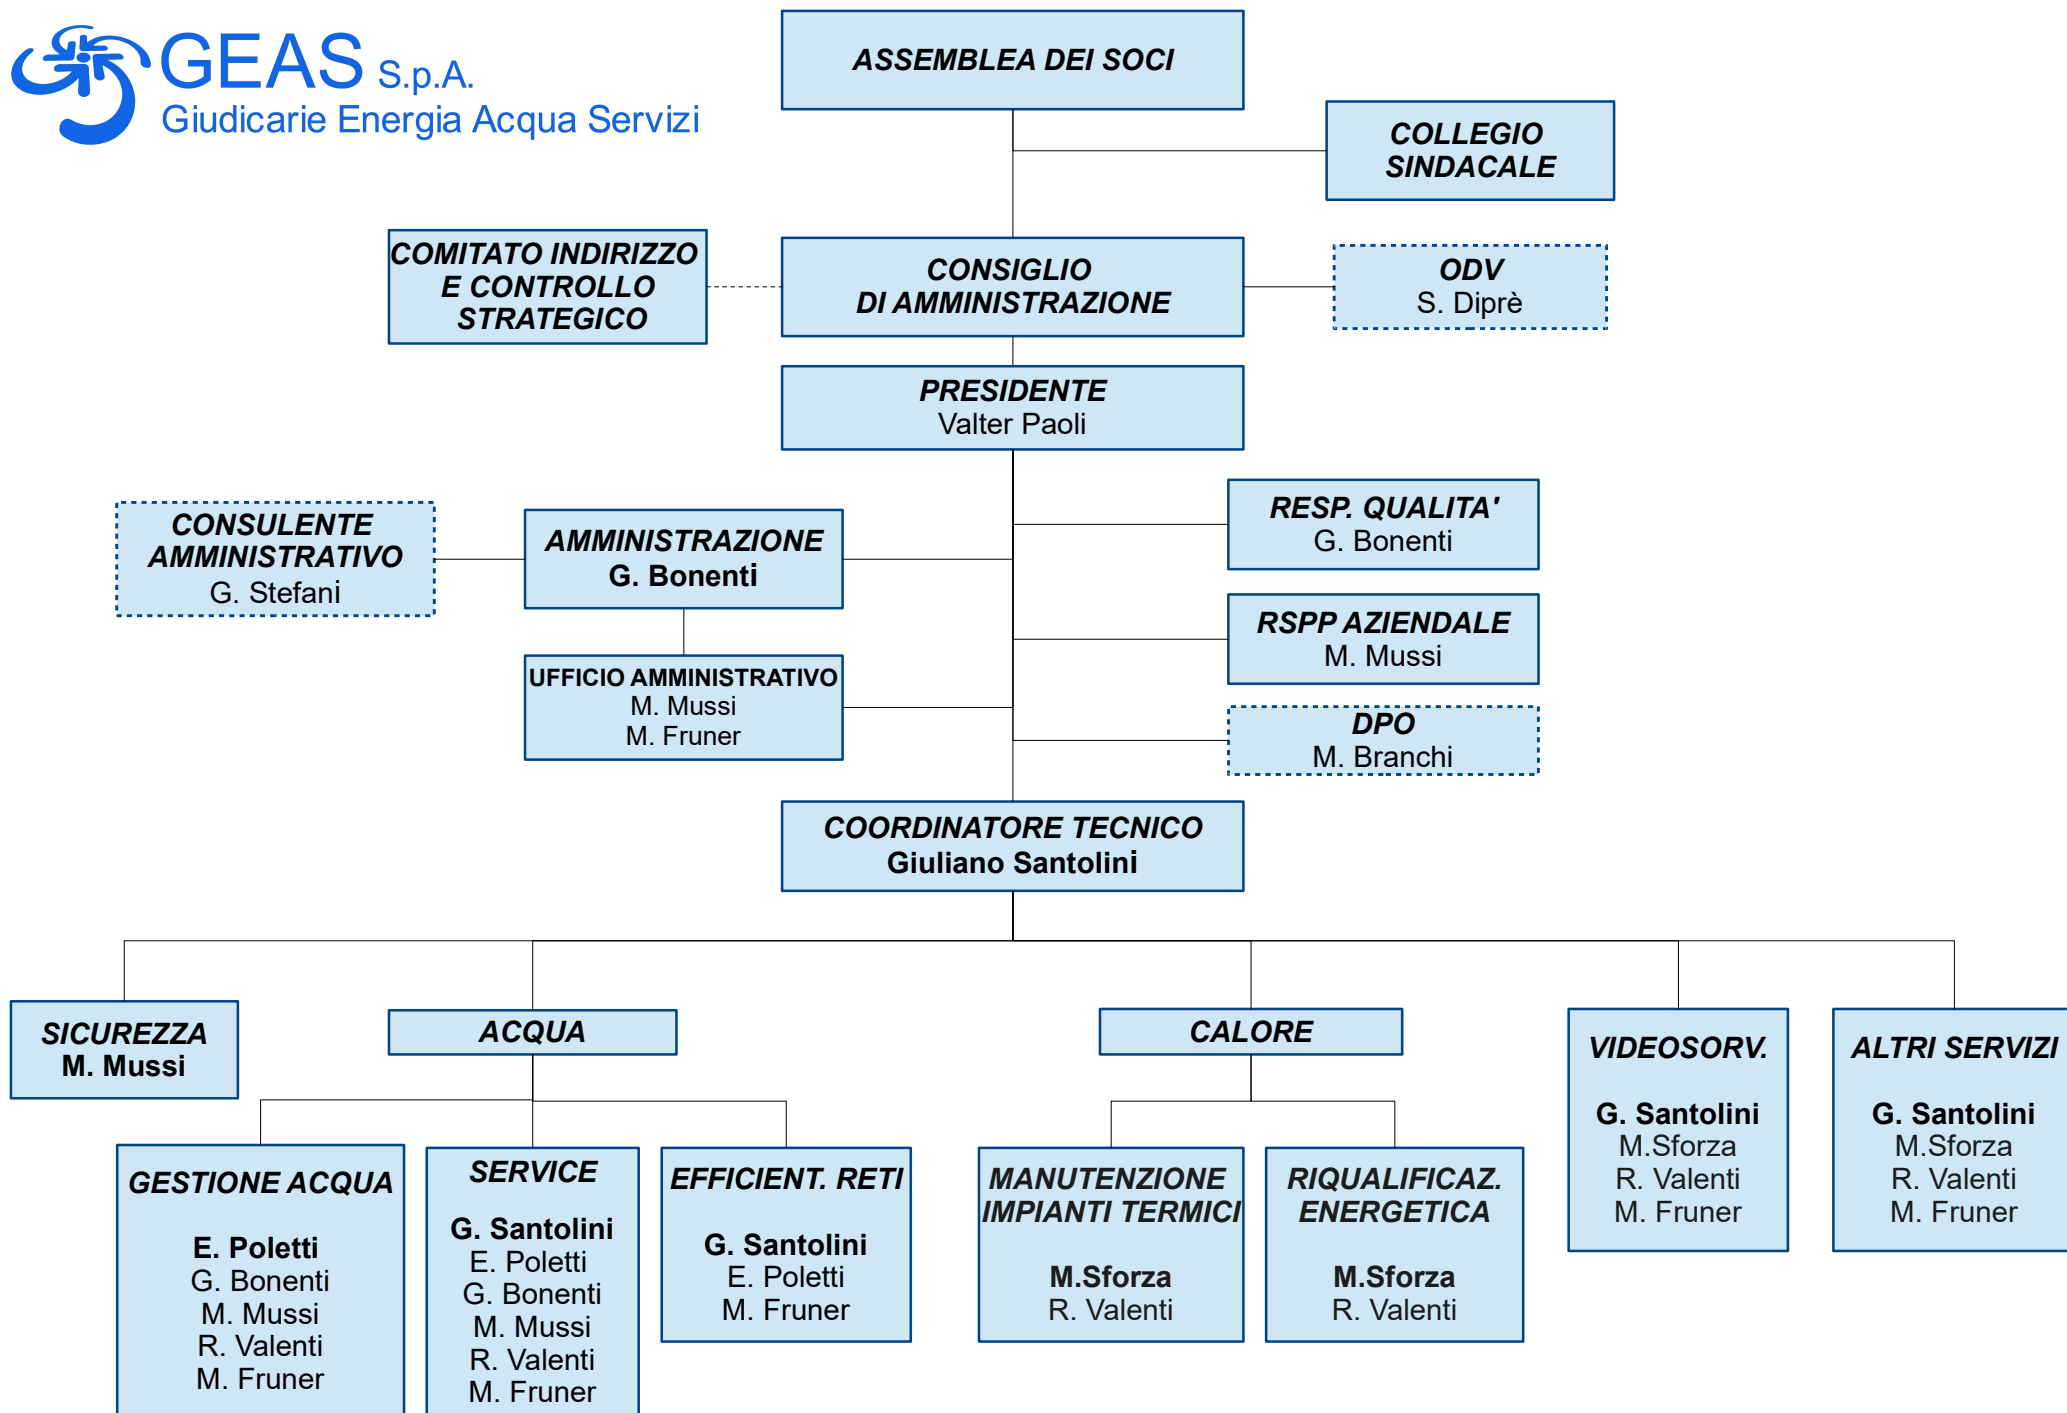 GEAS S.p.A.
Giudicarie Energia Acqua Servizi
ASSEMBLEA DEI SOCI
COLLEGIO
SINDACALE
COMITATO INDIRIZZO
E CONTROLLO
STRATEGICO
CONSIGLIO
DI AMMINISTRAZIONE
ODV
S. Diprè
PRESIDENTE
Valter Paoli
CONSULENTE
AMMINISTRATIVO
G. Stefani
AMMINISTRAZIONE
G. Bonenti
RESP. QUALITA'
G. Bonenti
UFFICIO AMMINISTRATIVO
M. Mussi
M. Fruner
RSPP AZIENDALE
M. Mussi
DPO
M. Branchi
COORDINATORE TECNICO
Giuliano Santolini
SICUREZZA
M. Mussi
ACQUA
CALORE
VIDEOSORV.
G. Santolini
M.Sforza
R. Valenti
M. Fruner
ALTRI SERVIZI
G. Santolini
M.Sforza
R. Valenti
M. Fruner
GESTIONE ACQUA
E. Poletti
G. Bonenti
M. Mussi
R. Valenti
M. Fruner
SERVICE
G. Santolini
E. Poletti
G. Bonenti
M. Mussi
R. Valenti
M. Fruner
EFFICIENT. RETI
G. Santolini
E. Poletti
M. Fruner
MANUTENZIONE
IMPIANTI TERMICI
M.Sforza
R. Valenti
RIQUALIFICAZ.
ENERGETICA
M.Sforza
R. Valenti